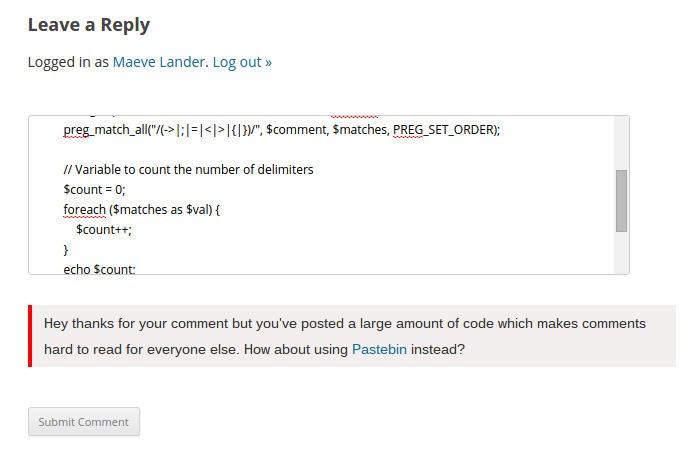 Leave a Reply
Logged in as Maeve Lander. Log out »
preg_match_all("/(->|;|=|<|>|{|})/", $comment, $matches, PREG_SET_ORDER);
// Variable to count the number of delimiters
$count = 0;
foreach ($matches as $val) {
$count++;
}
echo $count;
Hey thanks for your comment but you've posted a large amount of code which makes comments
hard to read for everyone else. How about using Pastebin instead?
Submit Comment